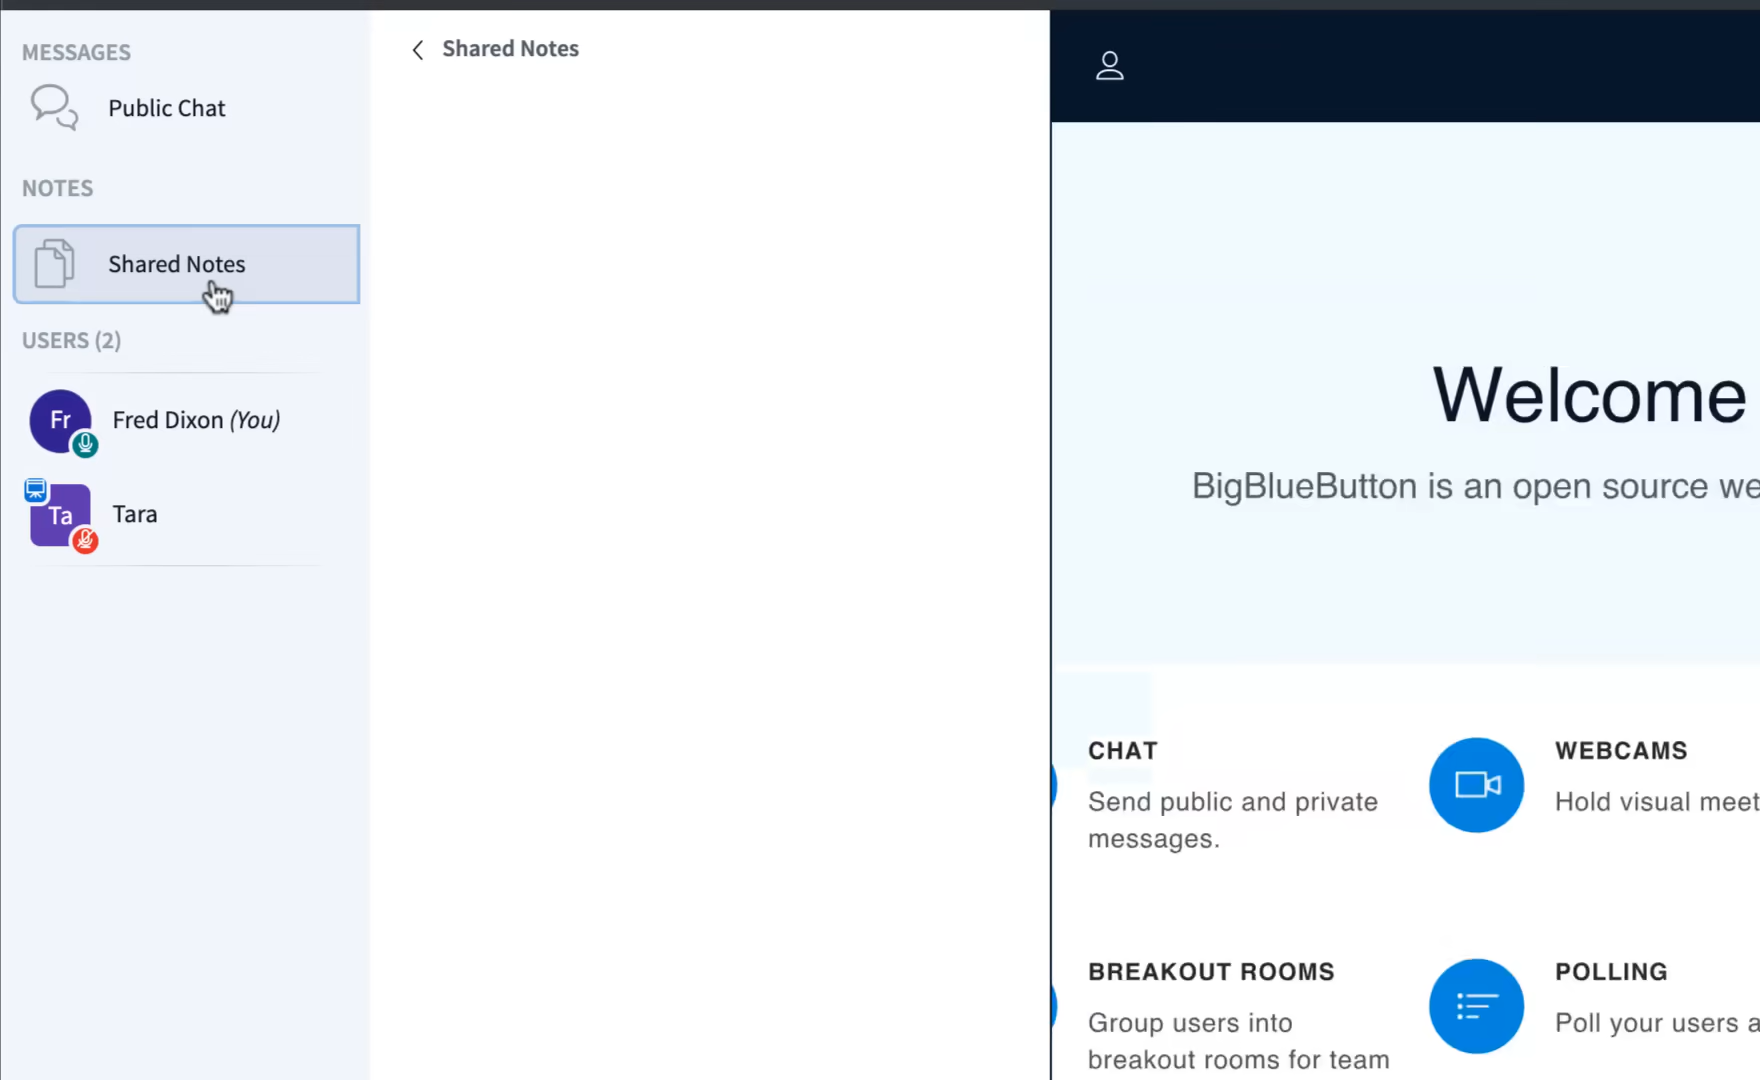 MESSAGES
Public Chat
NOTES
Shared Notes
USERS (2)
Fr
Fred Dixon (You)
Ta
Tara
Shared Notes
Welcome
BigBlueButton is an open source we
CHAT
Send public and private
messages.
WEBCAMS
Hold visual meet
BREAKOUT ROOMS
Group users into
breakout rooms for team
POLLING
Poll your users a